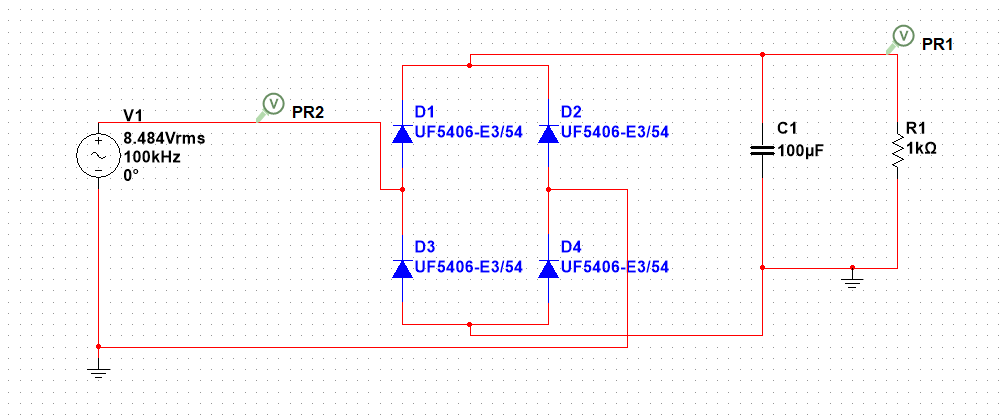 V
PR1
V
PR2
V1
8.484Vrms
100kHz
0°
D1
UF5406-E3/54
D2
UF5406-E3/54
C1
100µF
R1
1kΩ
D3
UF5406-E3/54
D4
UF5406-E3/54